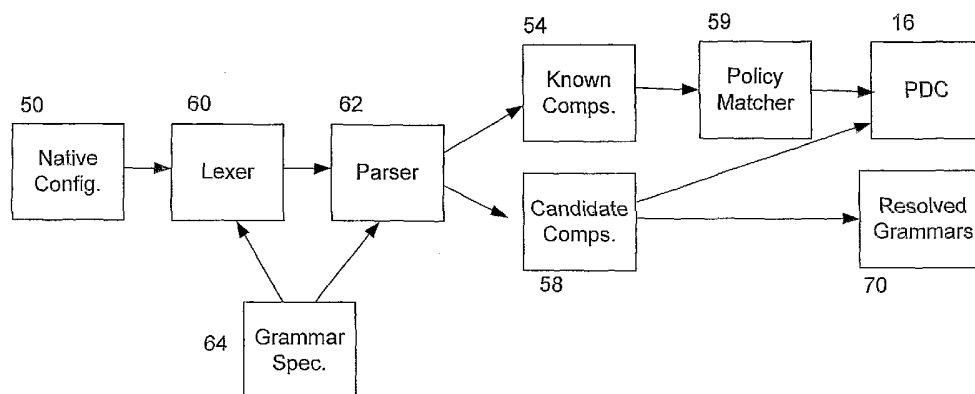 54
59
16
Known
Comps.
Policy
Matcher
PDC
50
60
62
Native
Config.
Lexer
Parser
Candidate
Comps.
Resolved
Grammars
58
70
64
Grammar
Spec.